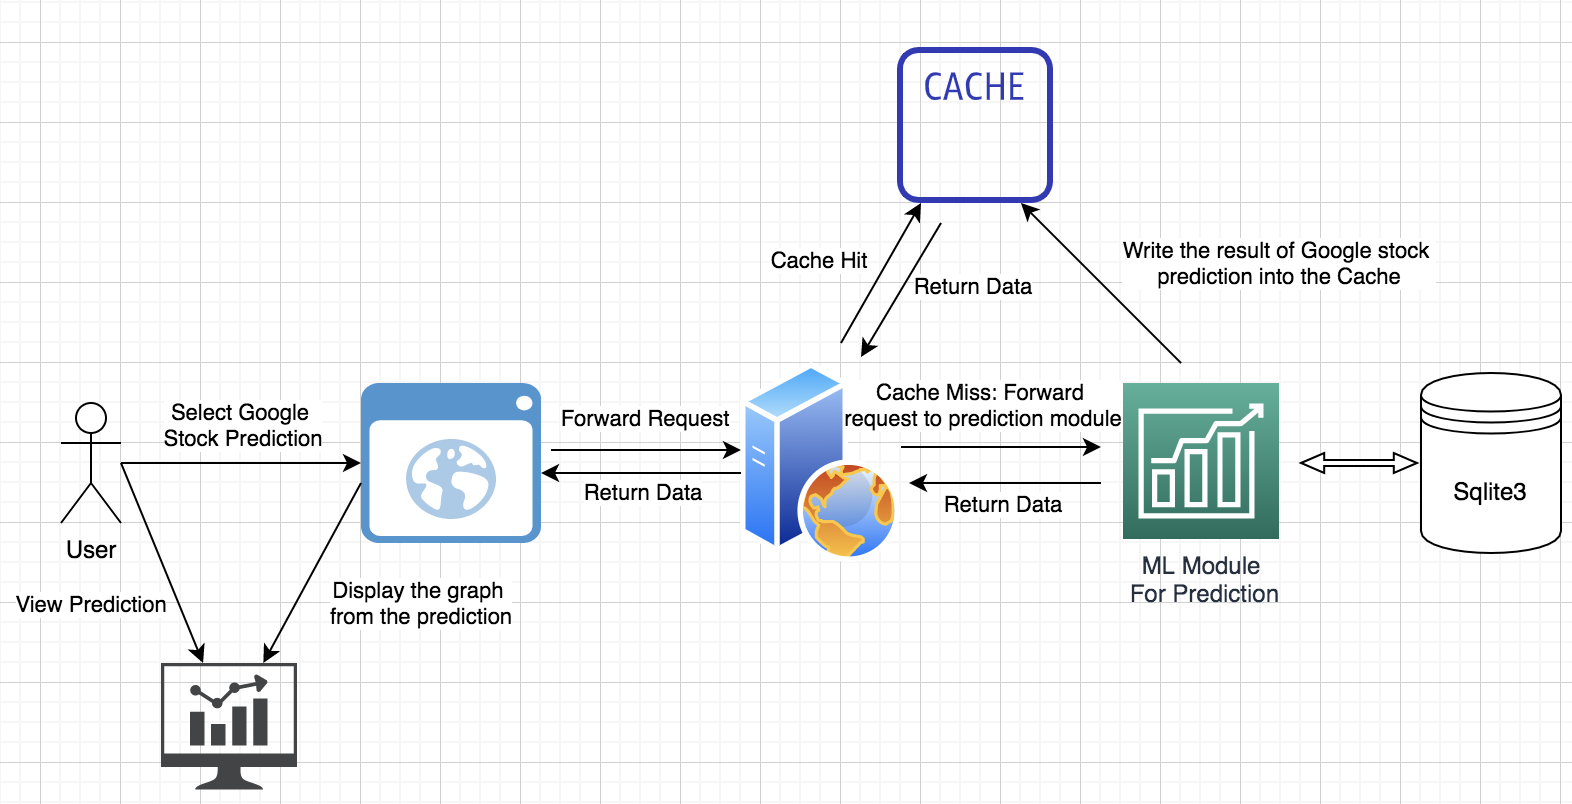 CACHE
Cache Hit
Return Data
Write the result of Google stock
prediction into the Cache
Select Google
Stock Prediction
Forward Request
Return Data
Cache Miss: Forward
request to prediction module
Return Data
Sqlite3
User
ML Module
For Prediction
View Prediction
Display the graph
from the prediction